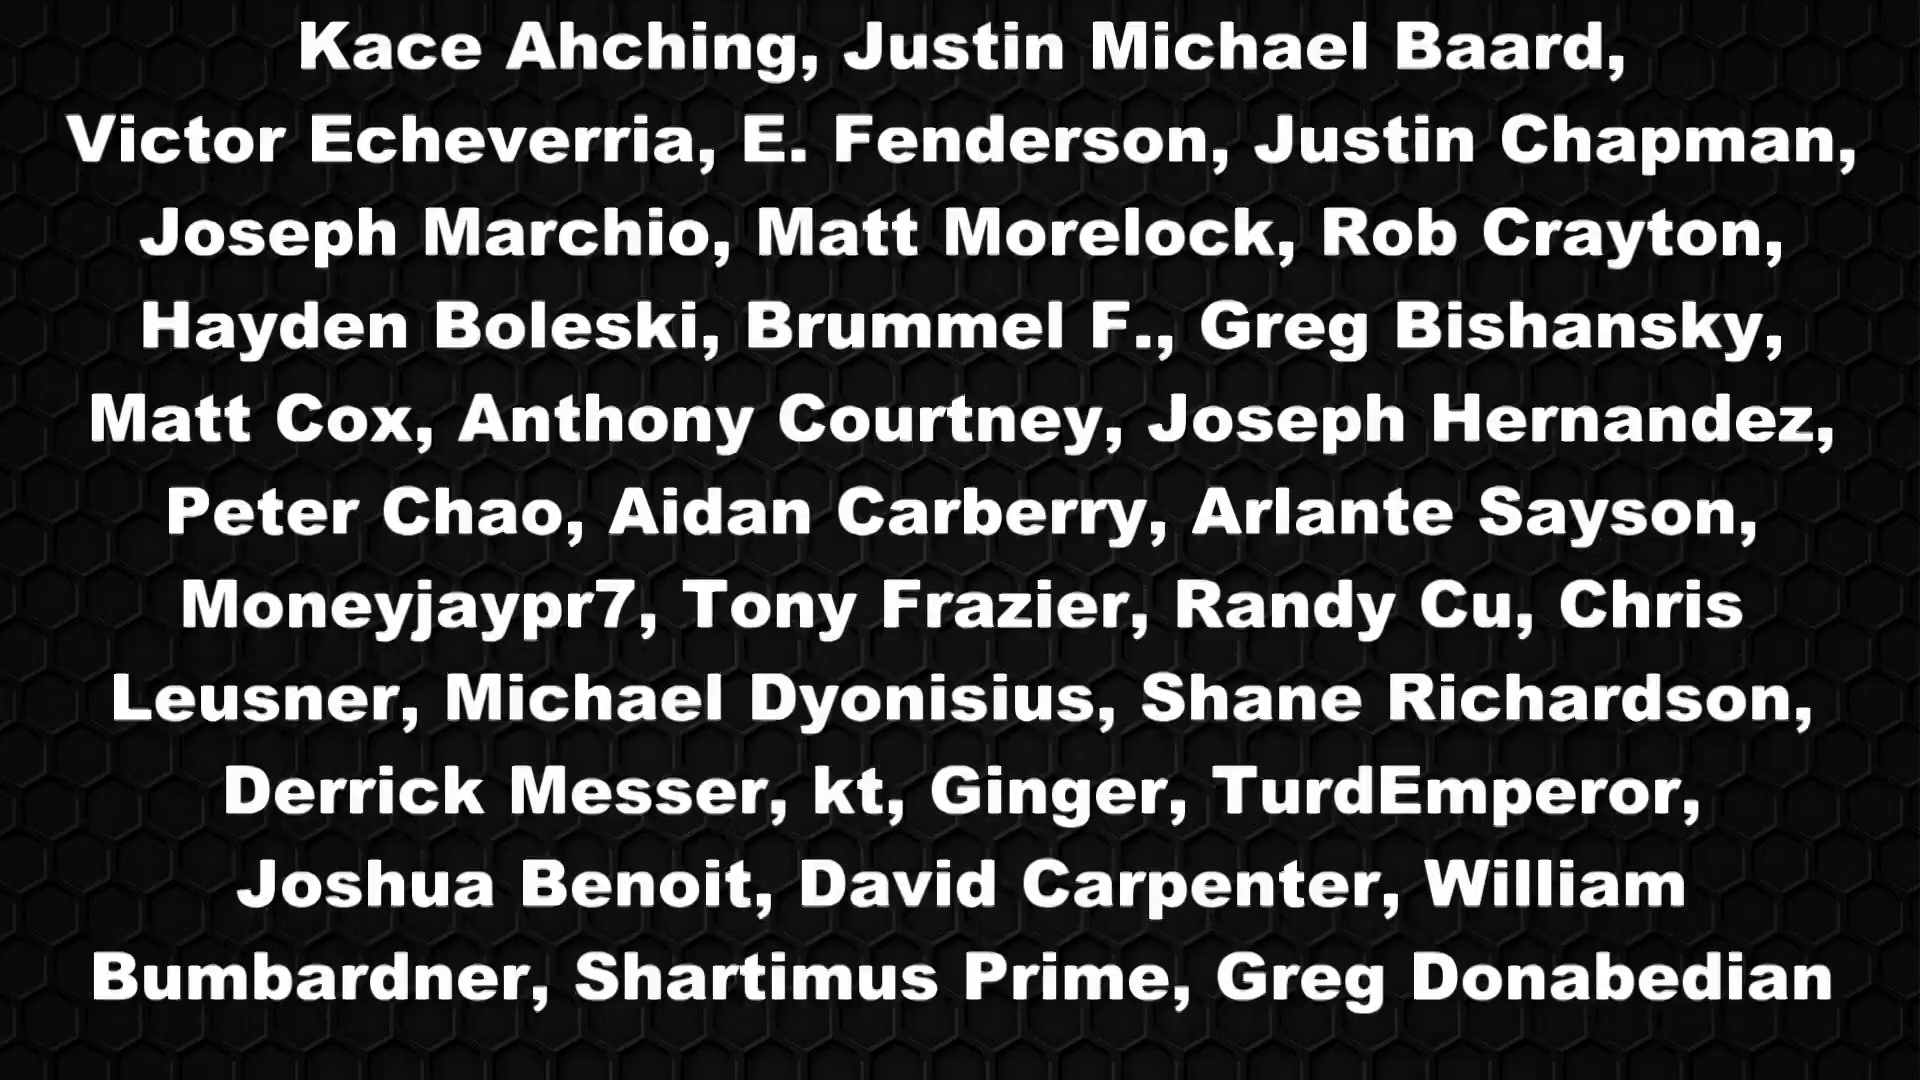 Kace Ahching, Justin Michael Baard,
Victor Echeverria, E. Fenderson, Justin Chapman,
Joseph Marchio, Matt Morelock, Rob Crayton,
Hayden Boleski, Brummel F., Greg Bishansky,
Matt Cox, Anthony Courtney, Joseph Hernandez,
Peter Chao, Aidan Carberry, Arlante Sayson,
Moneyjaypr7, Tony Frazier, Randy Cu, Chris
Leusner, Michael Dyonisius, Shane Richardson,
Derrick Messer, kt, Ginger, TurdEmperor,
Joshua Benoit, David Carpenter, William
Bumbardner, Shartimus Prime, Greg Donabedian